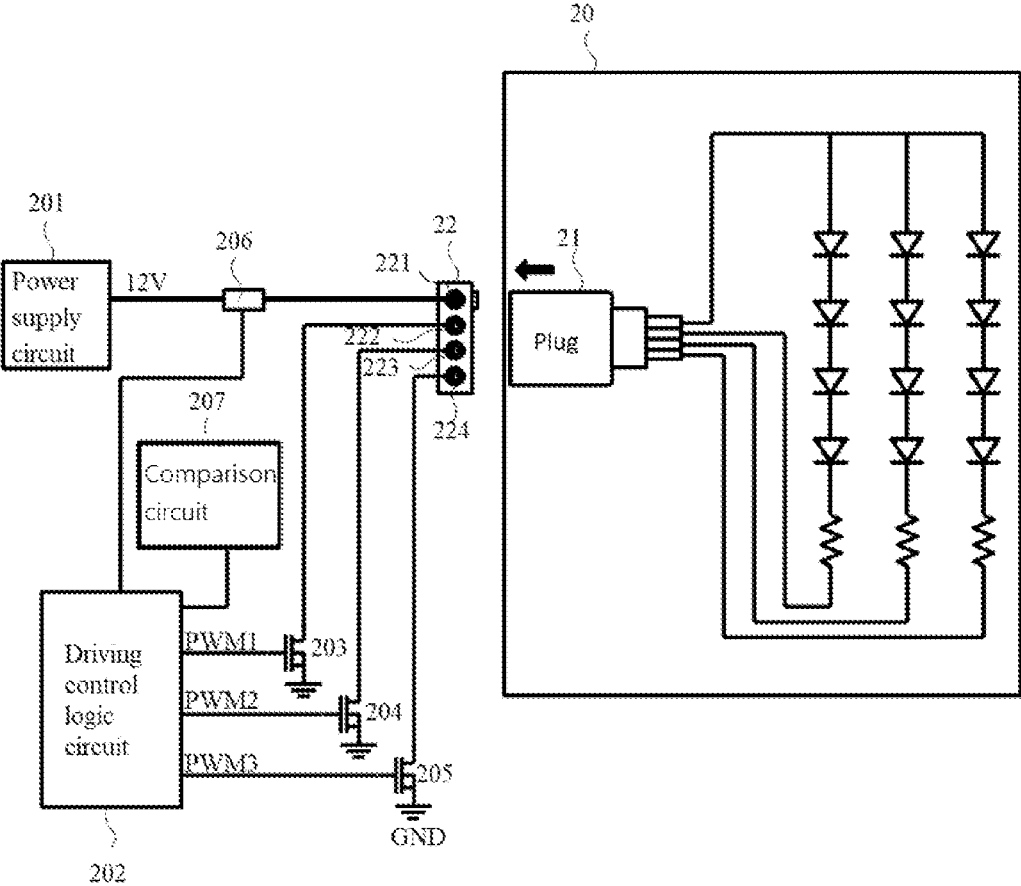 20
201
206
22
221
21
Power
supply
circuit
12V
222
223
224
Plug
207
Comparison
circuit
Driving
control
logic
circuit
PWM1
203
PWM2
204
PWM3
205
GND
202